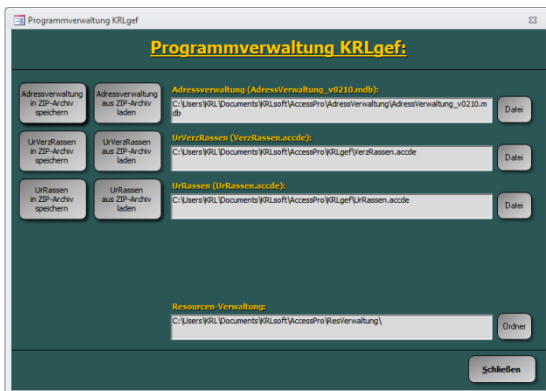 Programmverwaltung KRLgef
Programmverwaltung KRLgef:
Adressverwaltung
in ZIP-Archiv
speichern
Adressverwaltung
aus ZIP-Archiv
laden
Adressverwaltung (AdressVerwaltung_v0210.mdb):
C:\Users\KRL\Documents\KRLsoft\AccessPro\AdressVerwaltung\AdressVerwaltung_v0210.m
db
Datei
UrVerzRassen
in ZIP-Archiv
speichern
UrVerzRassen
aus ZIP-Archiv
laden
UrVerzRassen (VerzRassen.accde):
C:\Users\KRL\Documents\KRLsoft\AccessPro\KRLgef\VerzRassen.accde
Datei
UrRassen
in ZIP-Archiv
speichern
UrRassen
aus ZIP-Archiv
laden
UrRassen (UrRassen.accde):
C:\Users\KRL\Documents\KRLsoft\AccessPro\KRLgef\UrRassen.accde
Datei
Resourcen-Verwaltung:
C:\Users\KRL\Documents\KRLsoft\AccessPro\ResVerwaltung\
Ordner
Schließen